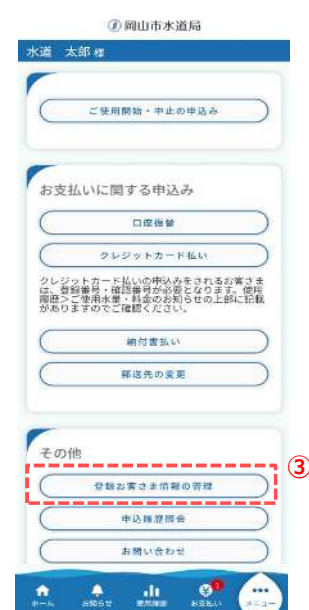 岡山市水道局
水道 太郎 様
ご使用開始・中止の申込み
お支払いに関する申込み
口座振替
クレジットカード払い
クレジットカード払いの申込みをされるお客さま
は、登録番号・確認番号が必要となります。使用
履歴＞ご使用水量・料金のお知らせの上部に記載
がありますのでご確認ください。
納付書払い
郵送先の変更
その他
③
登録お客さま情報の管理
申込履歴照会
お問い合わせ
ホーム お知らせ 使用履歴 お支払い メニュー